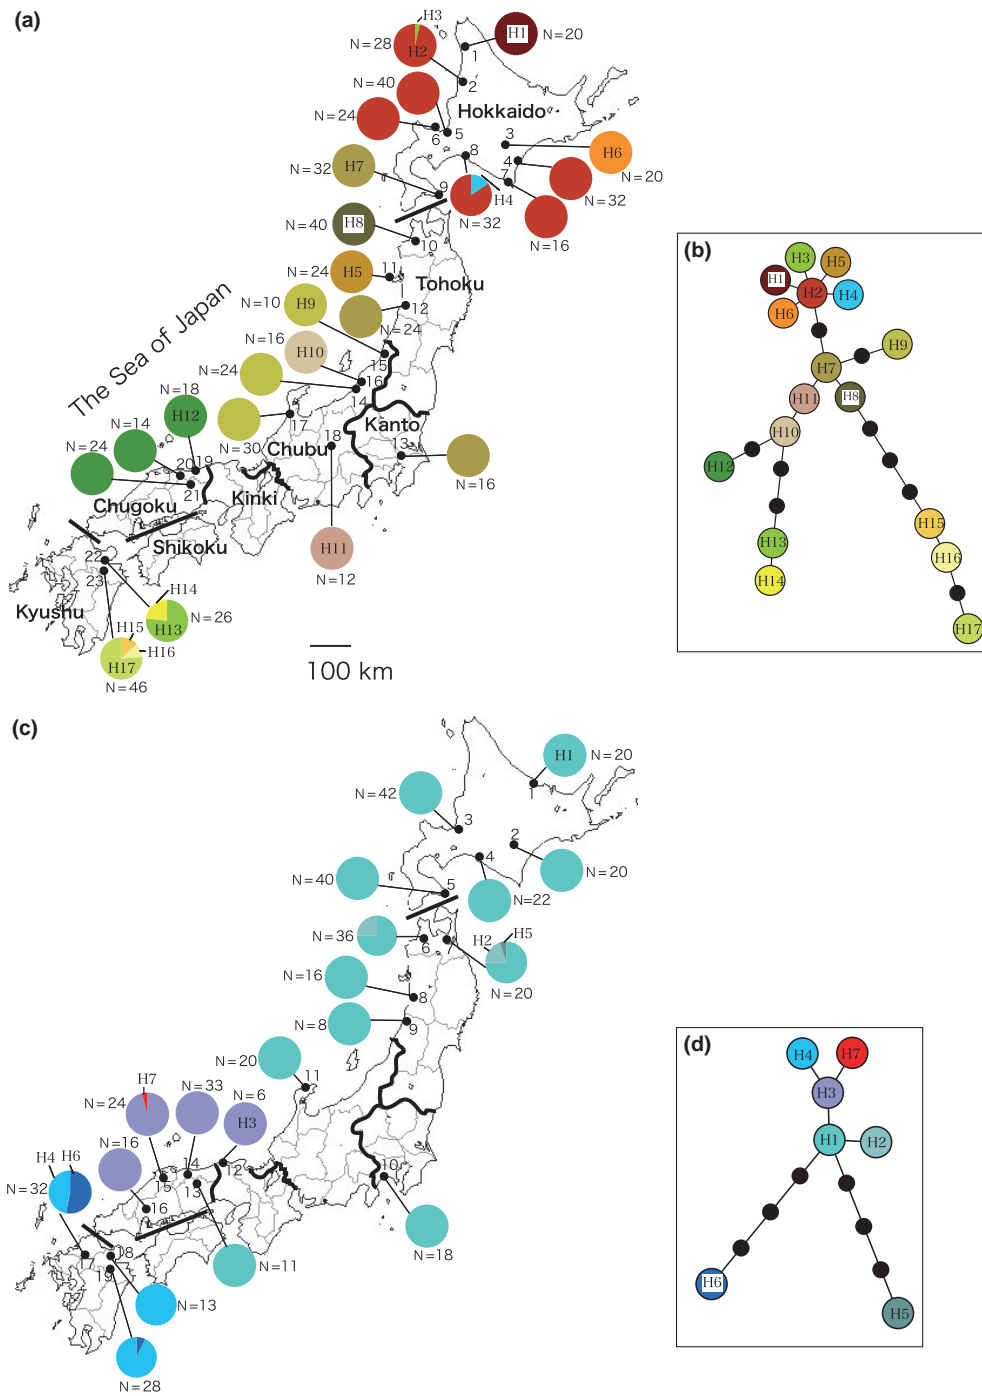 (a)
H3
N=28
H2
H1
N=20
1
2
N=40
Hokkaido
N=24
6
5
3
H6
8
4
N=20
N=32
H7
7
9
H4
N=32
N=32
N=16
N=40
H8
10
N=24
H5
11
Tohoku
N=10
H9
12
N=24
N=16
H10
15
The Sea of Japan
N=24
16
14
N=18
H12
17
Kanto
N=14
18
13
N=24
N=30
Chubu
N=16
20
19
21
Kinki
Chugoku
Shikoku
H11
N=12
22
23
H14
Kyushu
H15
H13
N=26
H16
H17
N=46
100 km
(b)
H3
H5
H1
H2
H4
H6
H9
H7
H11
H8
H10
H12
H15
H13
H16
H14
H17
(c)
H1
N=20
1
N=42
3
2
4
N=20
N=40
5
N=22
H5
H2
N=36
6
N=20
N=16
8
N=8
9
N=20
11
H7
N=33
N=6
N=24
H3
N=16
H4
H6
14
12
10
N=32
15
13
16
N=18
N=11
17
18
19
N=13
N=28
(d)
H4
H7
H3
H1
H2
H6
H5